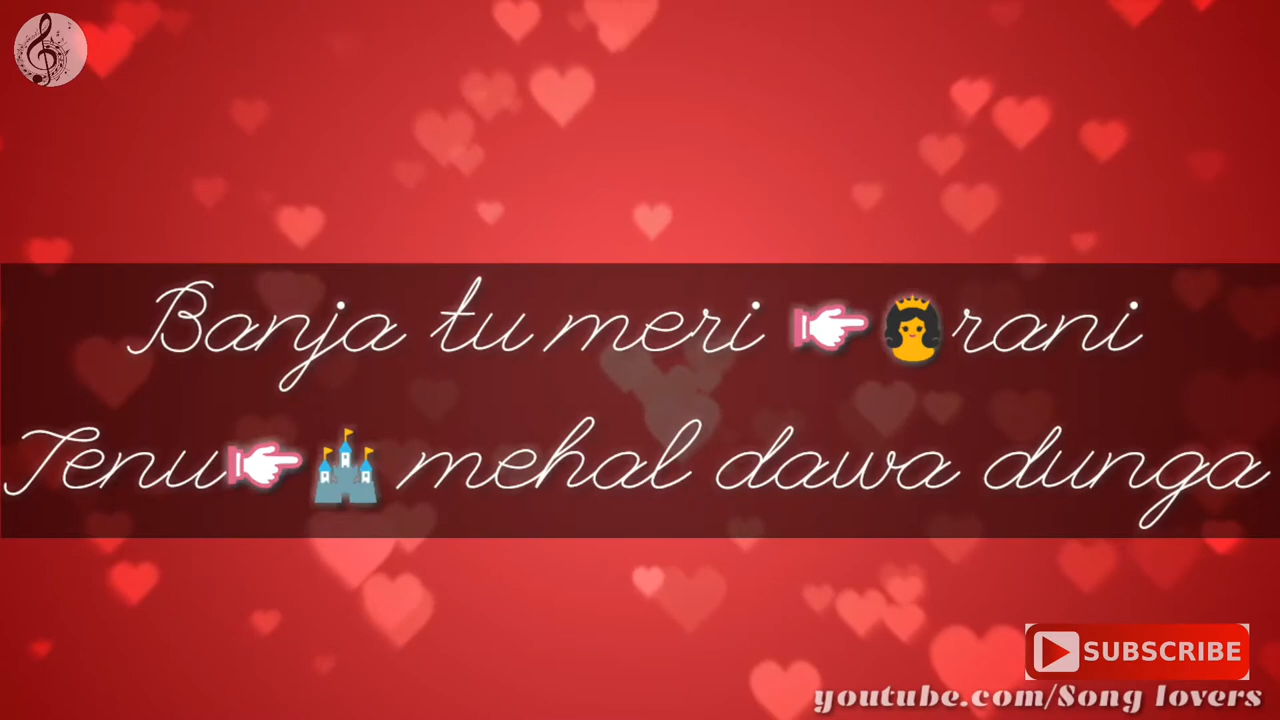 Banja tu meri 👉👸rani
Tenu👉🏰 mehal dawa dunga
SUBSCRIBE
youtube.com/Song lovers